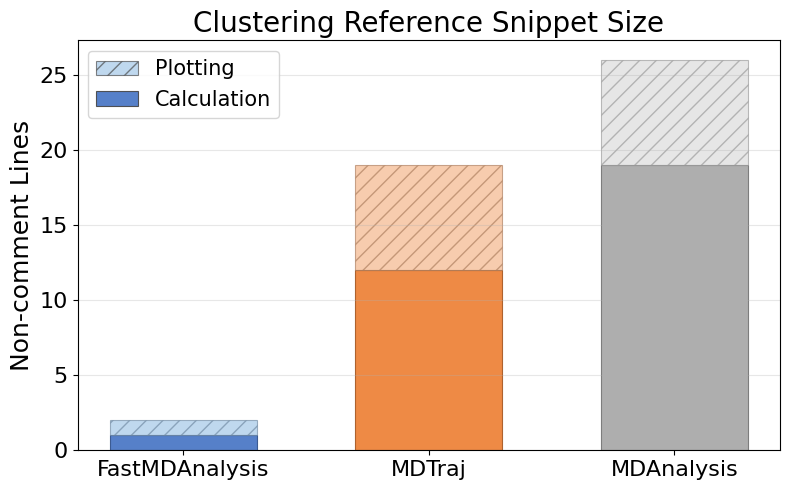 Clustering Reference Snippet Size
Plotting
Calculation
Non-comment Lines
25
20
15
10
5
0
FastMDAnalysis MDTraj MDAnalysis